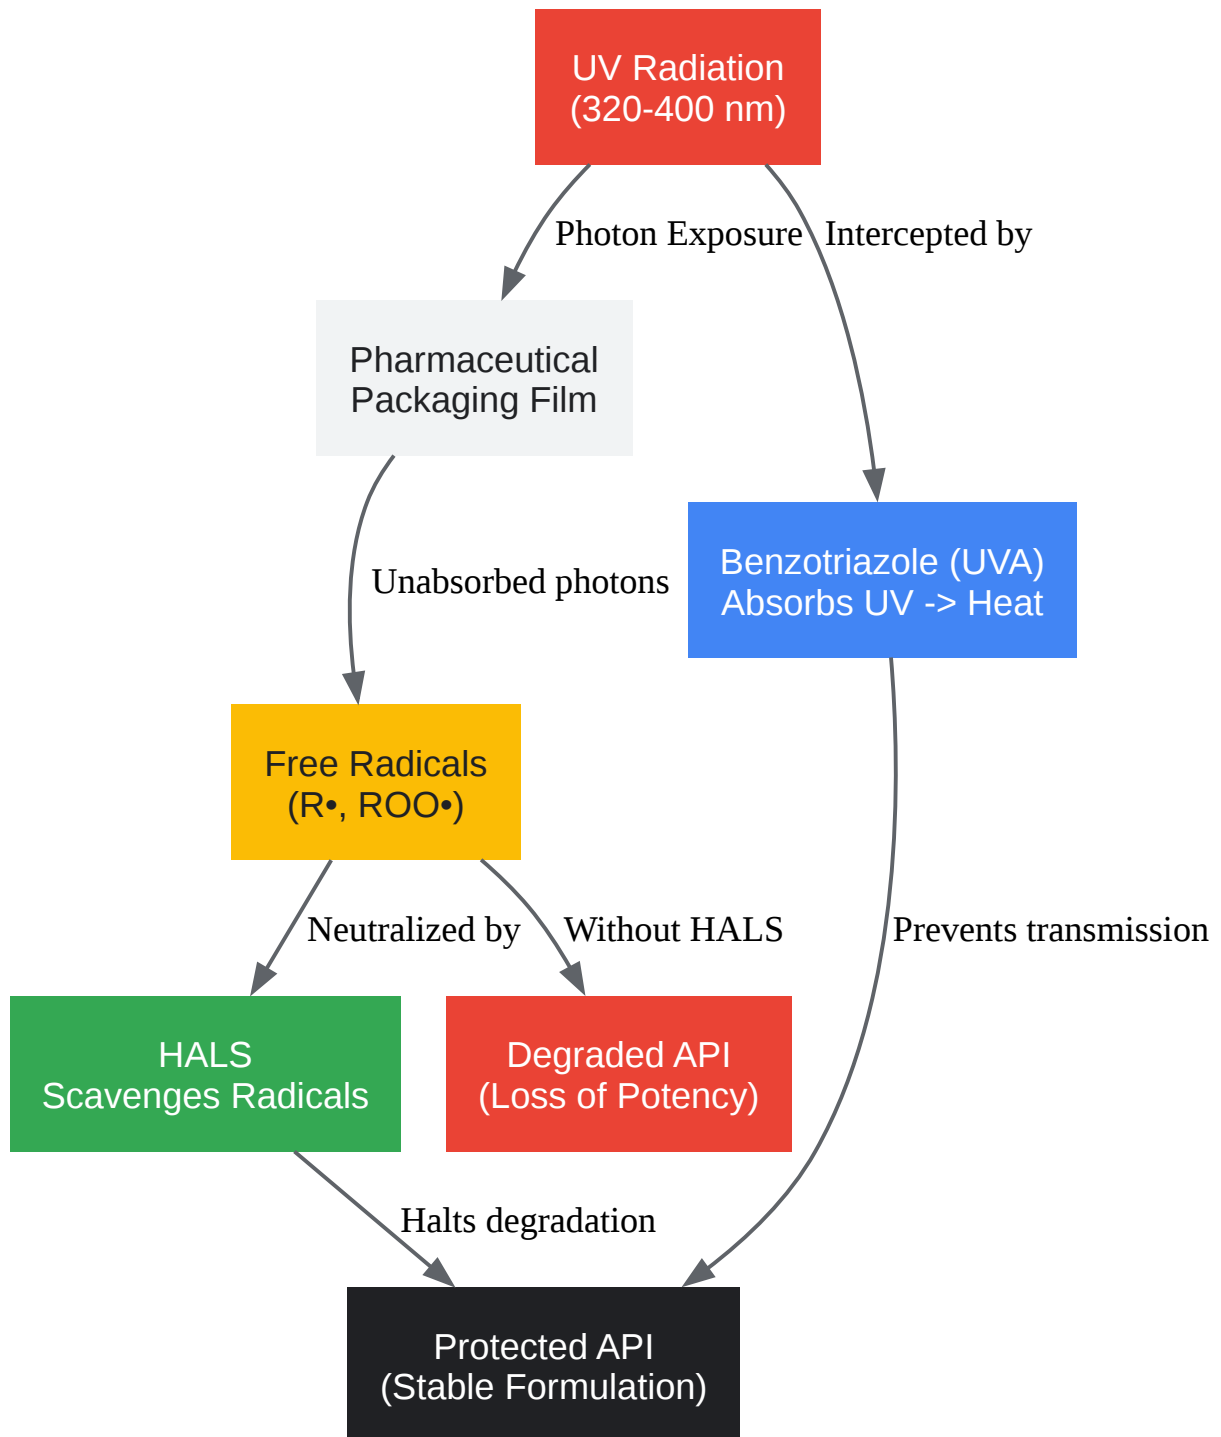 UV Radiation
(320-400 nm)
Photon Exposure
Intercepted by
Pharmaceutical
Packaging Film
Benzotriazole (UVA)
Absorbs UV -> Heat
Unabsorbed photons
Free Radicals
(R•, ROO•)
Neutralized by
Without HALS
Prevents transmission
HALS
Scavenges Radicals
Degraded API
(Loss of Potency)
Halts degradation
Protected API
(Stable Formulation)